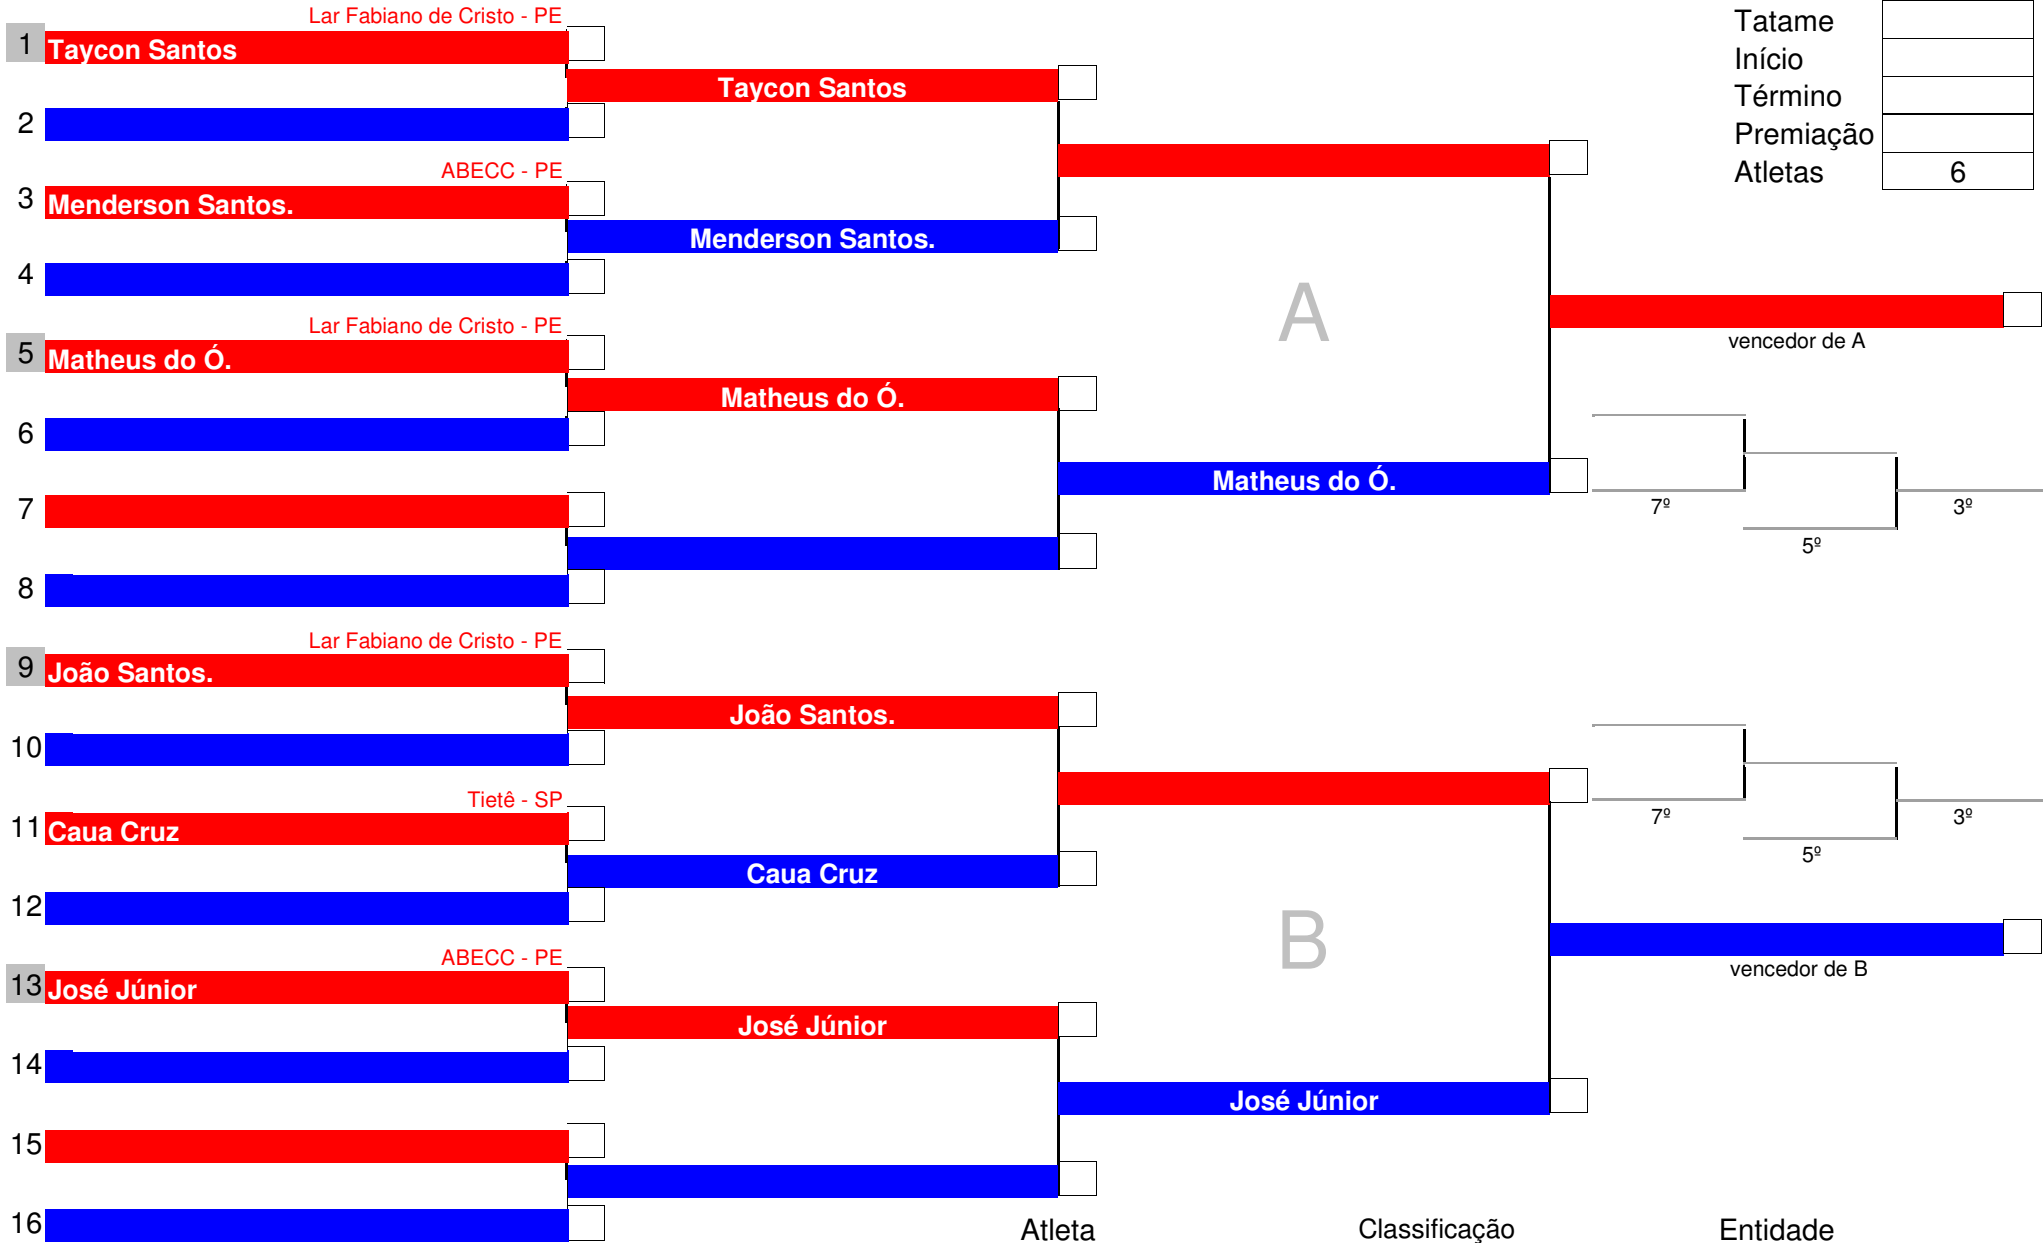 Lar Fabiano de Cristo - PE
1 Taycon Santos
2
ABECC - PE
3 Menderson Santos.
4
Lar Fabiano de Cristo - PE
5 Matheus do Ó.
6
7
8
Lar Fabiano de Cristo - PE
9 João Santos.
10
Tietê - SP
11 Caua Cruz
12
ABECC - PE
13 José Júnior
14
15
16
Taycon Santos
Menderson Santos.
Matheus do Ó.
João Santos.
Caua Cruz
José Júnior
A
Matheus do Ó.
B
José Júnior
Tatame
Início
Término
Premiação
Atletas 6
vencedor de A
7º
5º
3º
7º
5º
3º
vencedor de B
Atleta Classificação Entidade